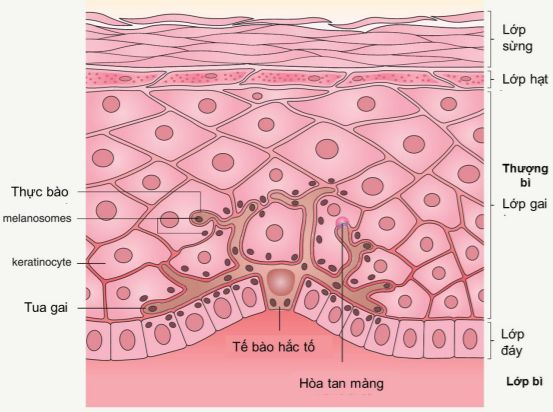 Lớp
sừng
Lớp hạt
Thượng
bì
Lớp gai
Thực bào
melanosomes
keratinocyte
Tua gai
Tế bào hắc tố
Hòa tan màng
Lớp
đáy
Lớp bì